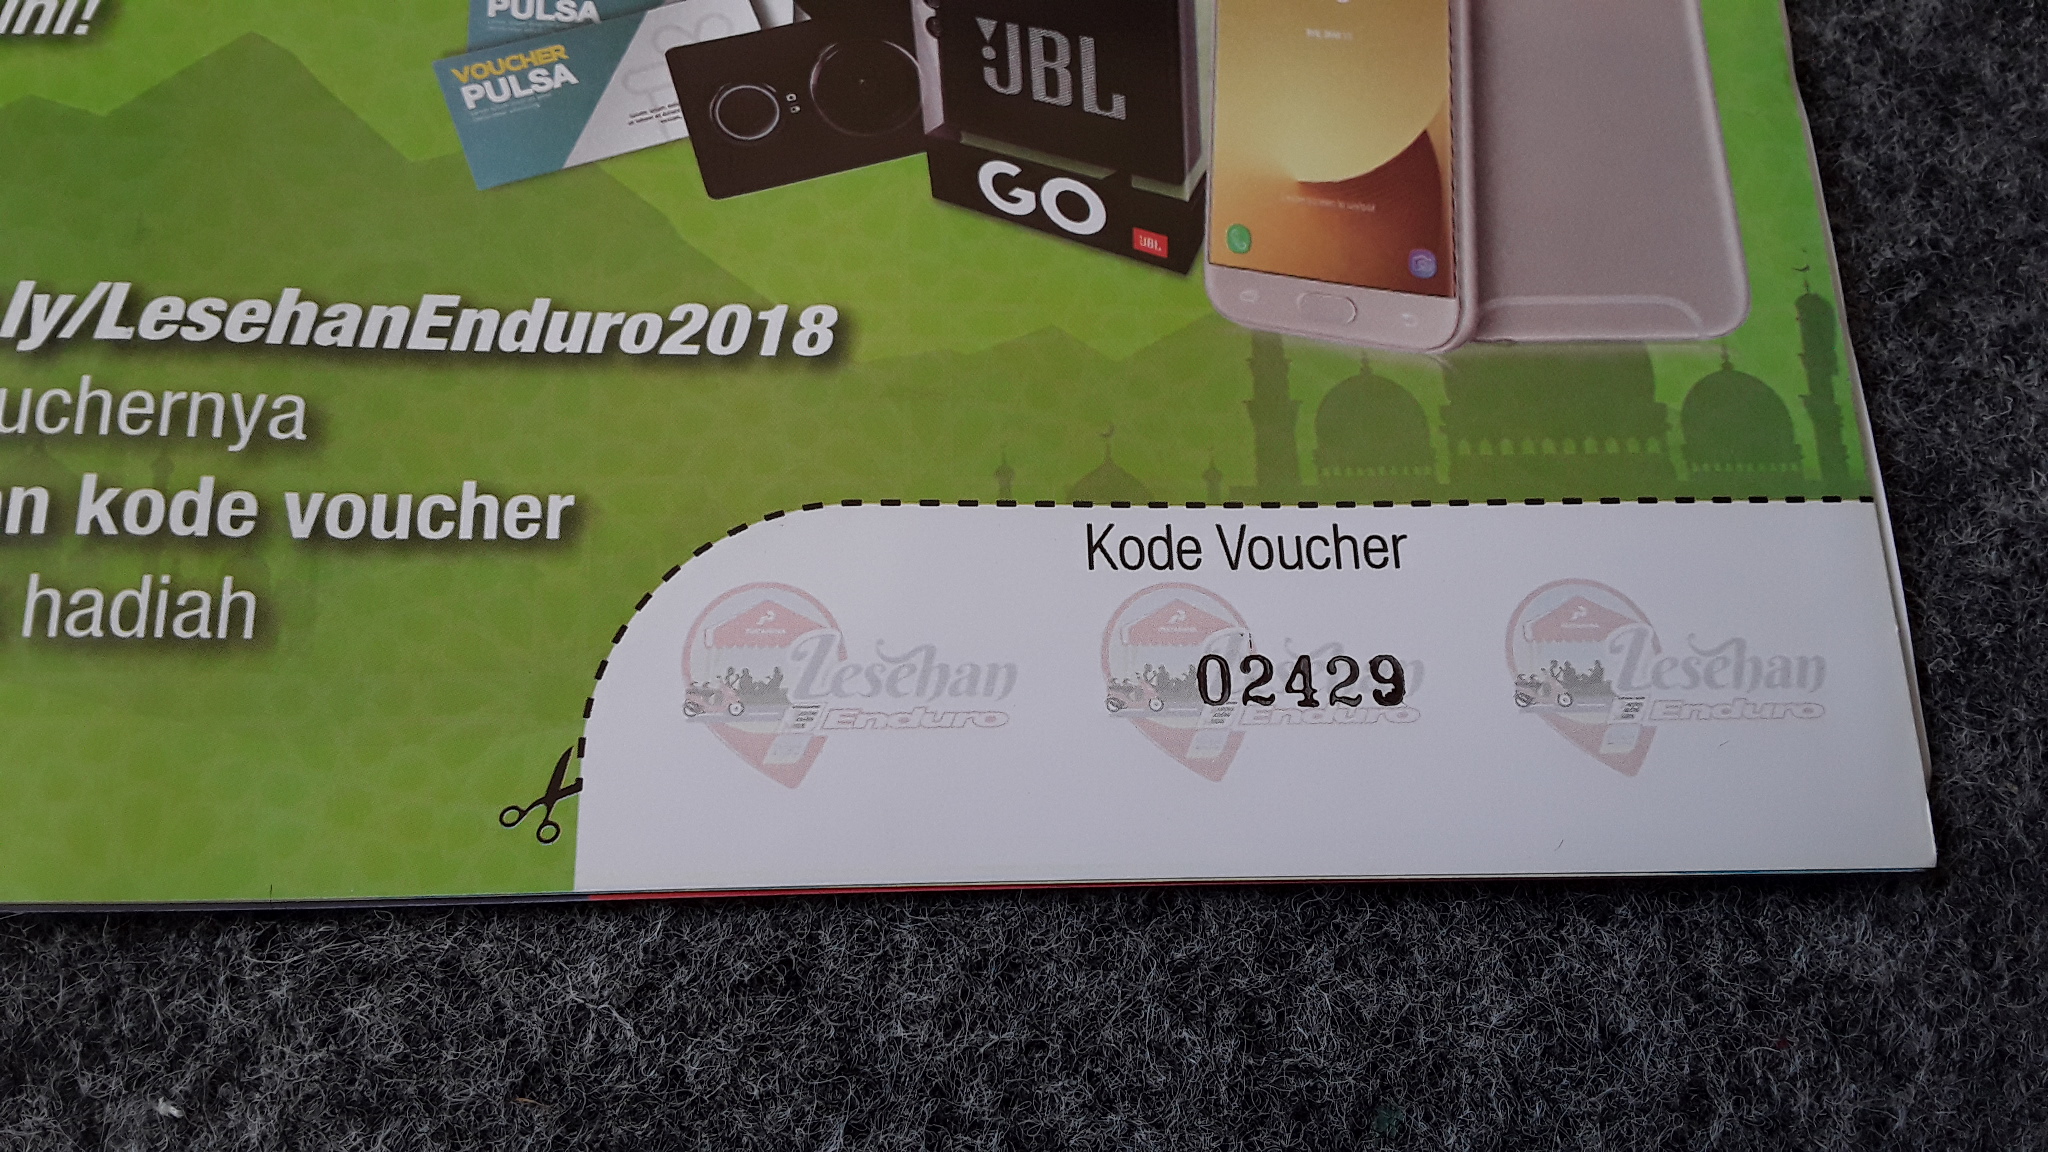 ini!
PULSA
VOUCHER
PULSA
JBL
GO
JBL
ly/LesehanEnduro2018
uchernya
n kode voucher
hadiah
Kode Voucher
Lesehan
Enduro
02429
Lesehan
Enduro
Lesehan
Enduro